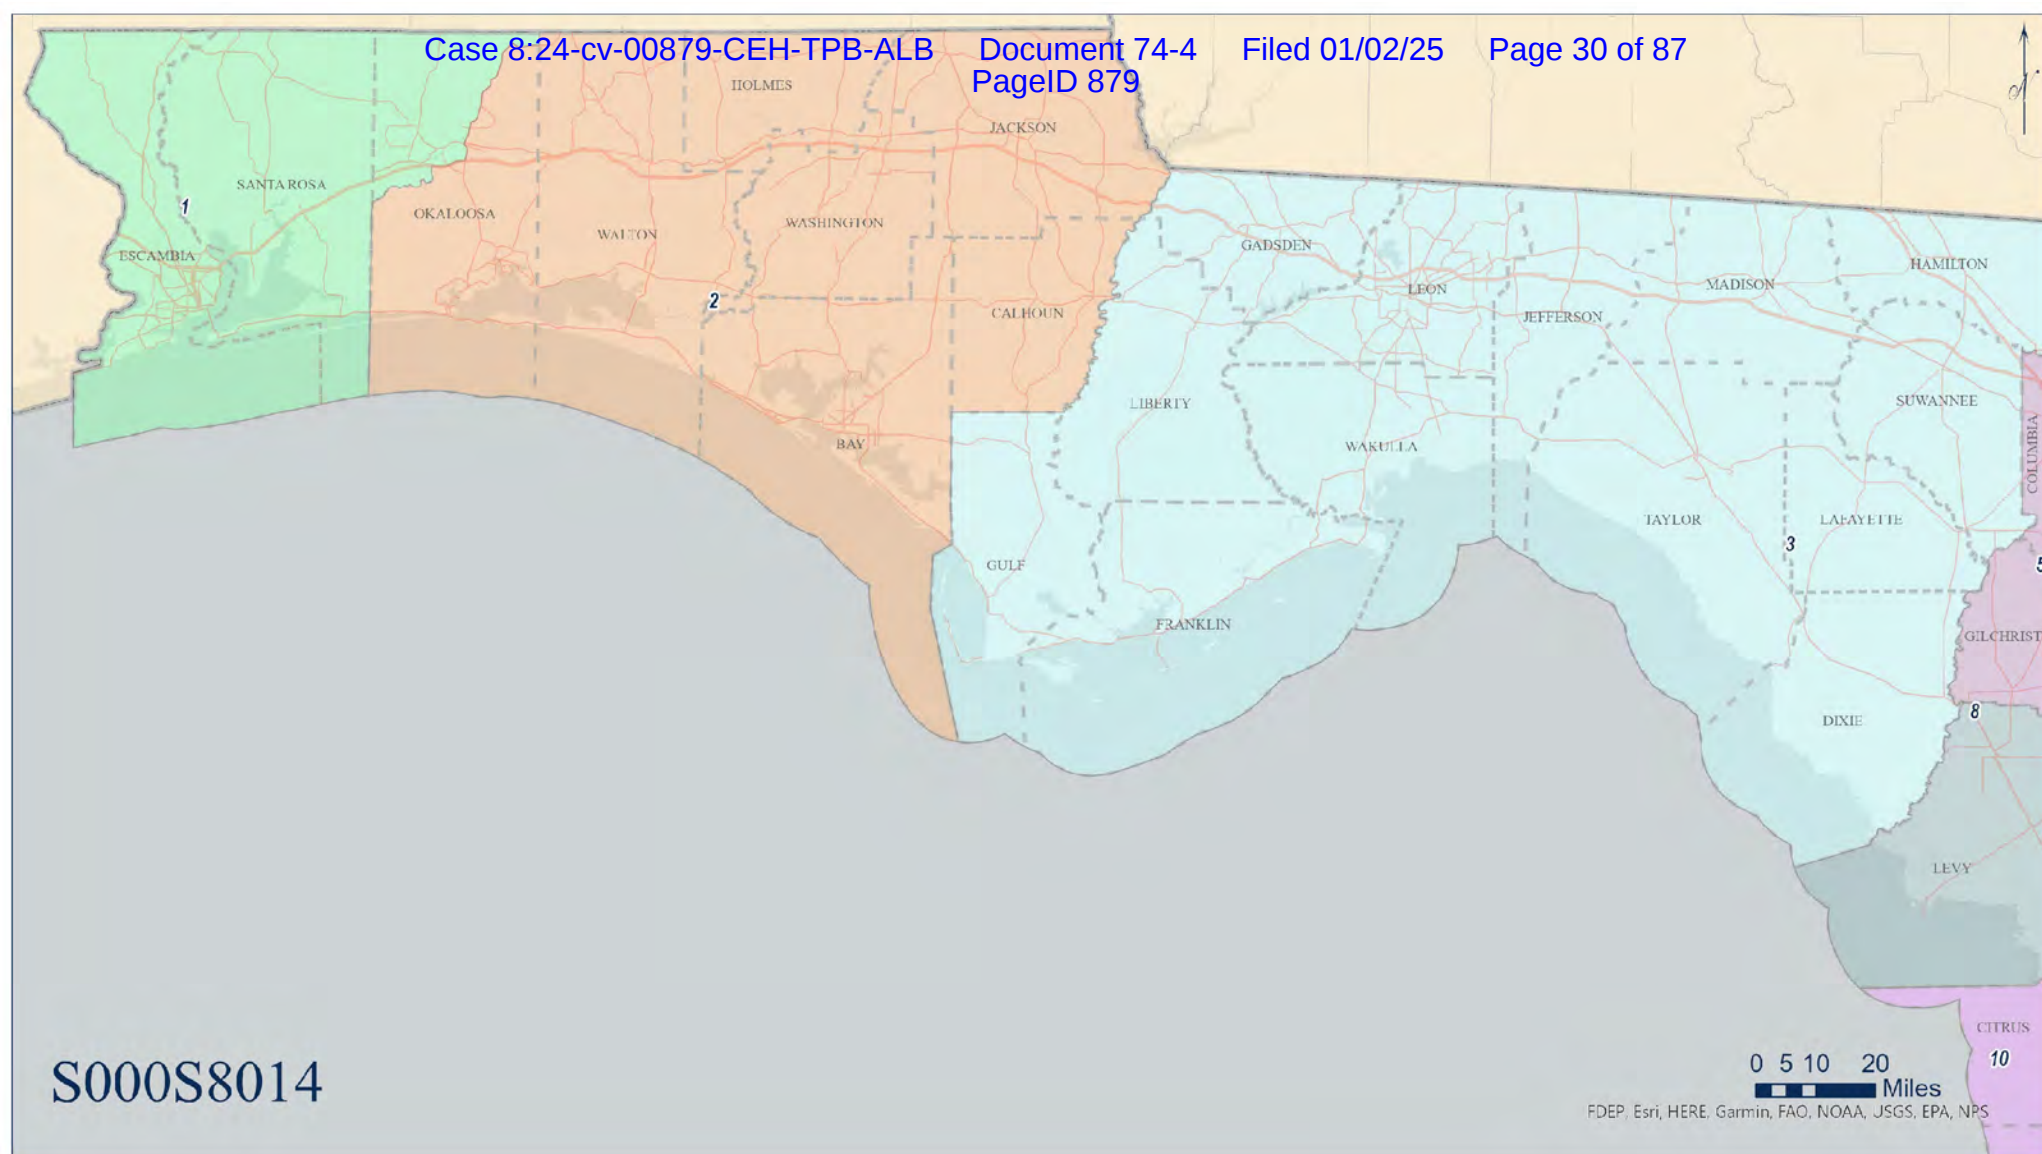 Case 8:24-cv-00879-CEH-TPB-ALB Document 74-4 Filed 01/02/25 Page 30 of 87
PageID 879
HOLMES
JACKSON
SANTA ROSA
1
OKALOOSA
WALTON
WASHINGTON
ESCAMBIA
GADSDEN
HAMILTON
LEON
MADISON
2
CALHOUN
JEFFERSON
LIBERTY
SUWANNEE
BAY
WAKULLA
COLUMBIA
TAYLOR
LAFAYETTE
3
GULF
5
FRANKLIN
GILCHRIST
8
DIXIE
LEVY
CITRUS
10
S000S8014
0 5 10 20
Miles
FDEP, Esri, HERE, Garmin, FAO, NOAA, USGS, EPA, NPS
N